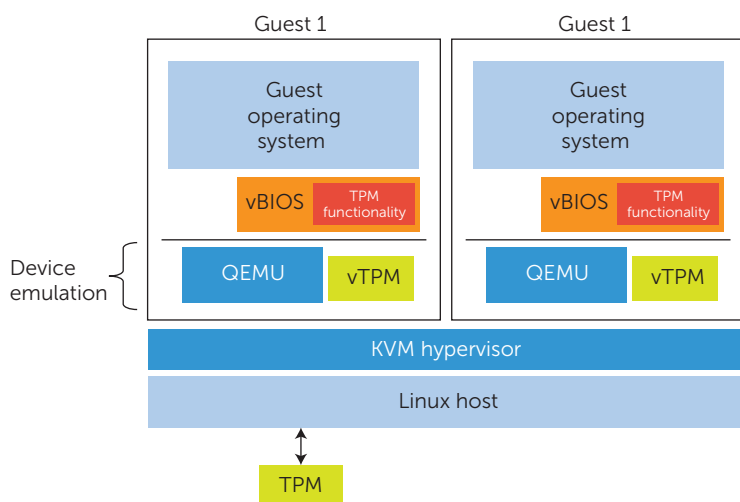 Guest 1
Guest 1
Guest
operating
system
Guest
operating
system
vBIOS
TPM
functionality
vBIOS
TPM
functionality
Device
emulation
QEMU
vTPM
QEMU
vTPM
KVM hypervisor
Linux host
TPM